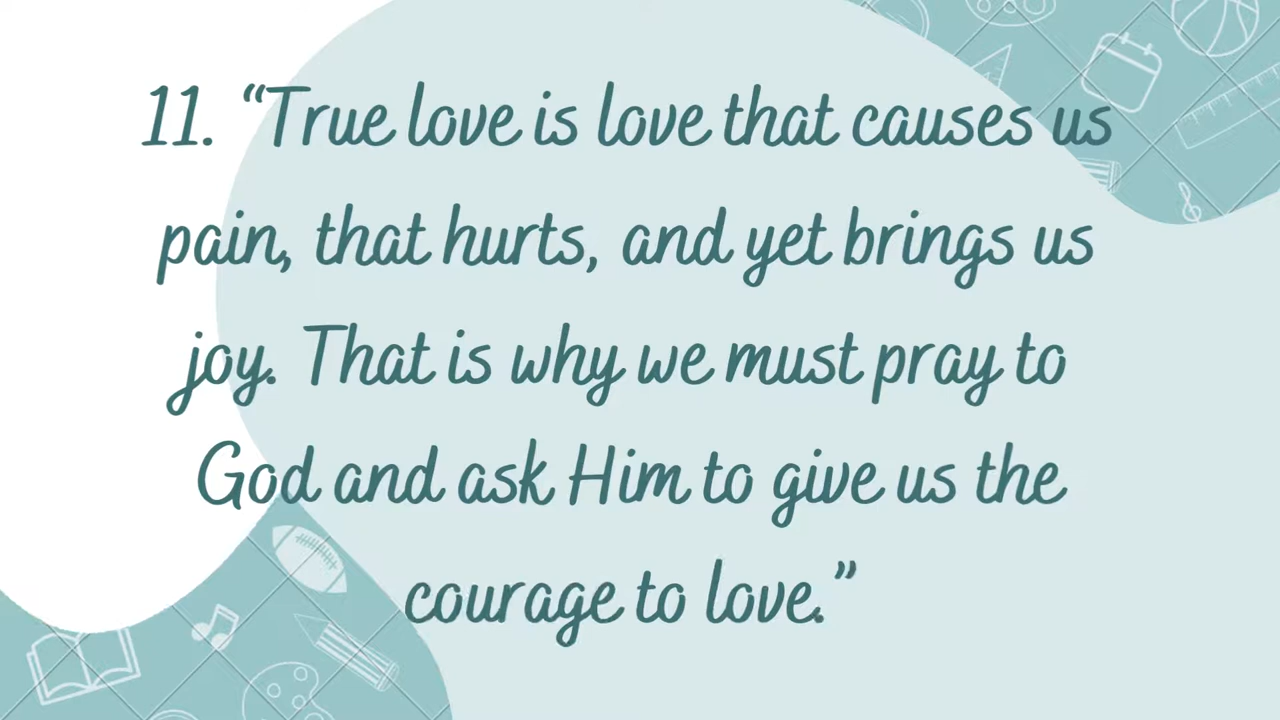 11. “True love is love that causes us
pain, that hurts, and yet brings us
joy. That is why we must pray to
God and ask Him to give us the
courage to love.”